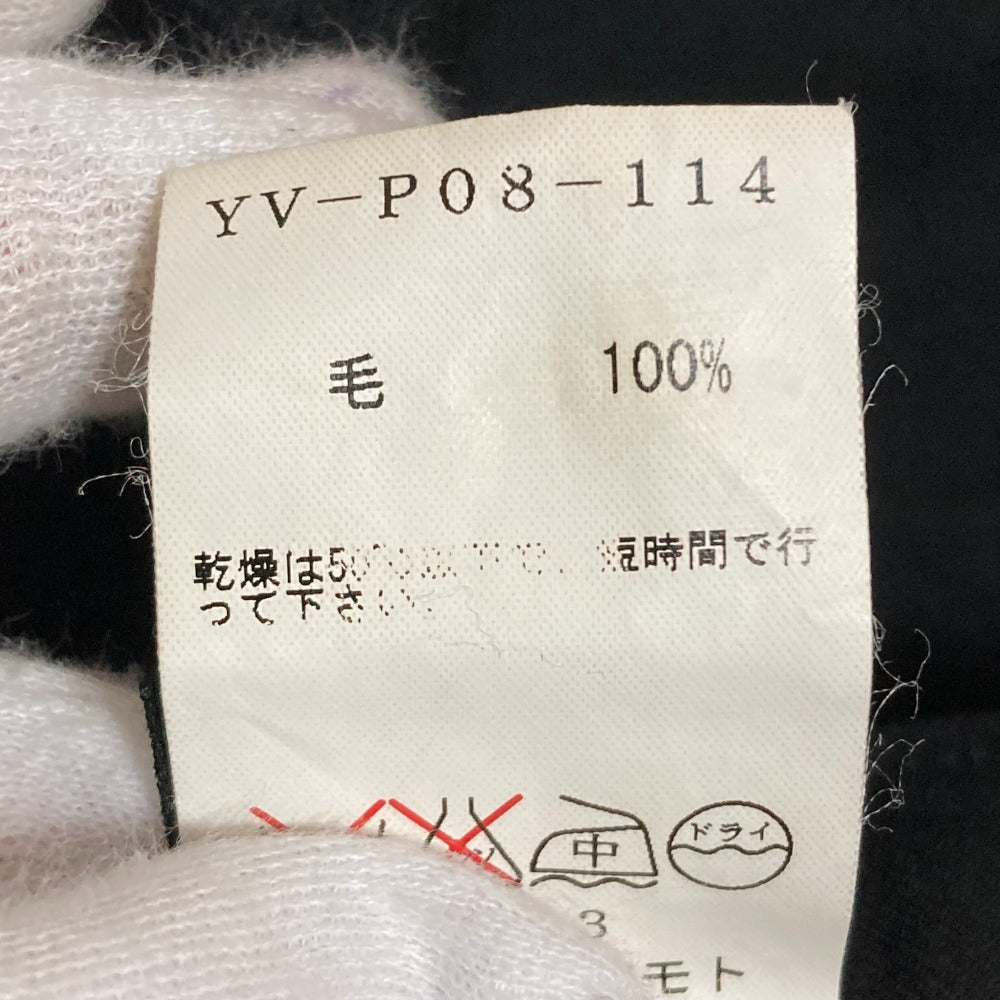 YV-P08-114
毛 100%
乾燥は5 短時間で行
って下さい
中 ドライ
3
モト